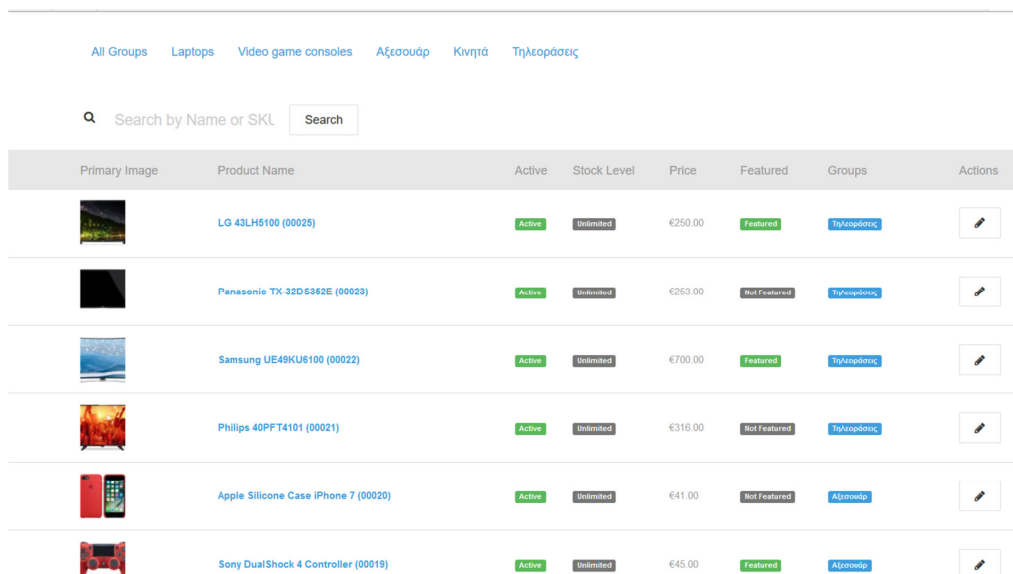 All Groups Laptops Video game consoles Αξεσουάρ Κινητά Τηλεοράσεις
Search by Name or SKU Search
Primary Image Product Name Active Stock Level Price Featured Groups Actions
LG 43LH5100 (00025) Active Unlimited €250.00 Featured Τηλεοράσεις
Panasonic TX-32DS352E (00023) Active Unlimited €263.00 Not Featured Τηλεοράσεις
Samsung UE49KU6100 (00022) Active Unlimited €700.00 Featured Τηλεοράσεις
Philips 40PFT4101 (00021) Active Unlimited €316.00 Not Featured Τηλεοράσεις
Apple Silicone Case iPhone 7 (00020) Active Unlimited €41.00 Not Featured Αξεσουάρ
Sony DualShock 4 Controller (00019) Active Unlimited €45.00 Featured Αξεσουάρ